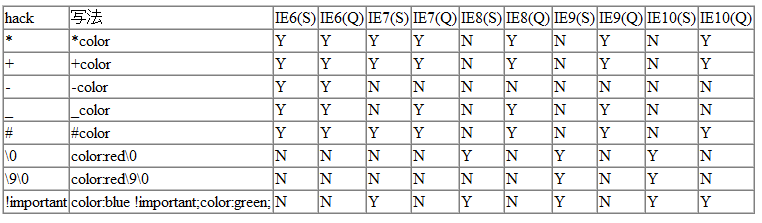 hack 写法 IE6(S) IE6(Q) IE7(S) IE7(Q) IE8(S) IE8(Q) IE9(S) IE9(Q) IE10(S) IE10(Q)
* *color Y Y Y Y N Y N Y N Y
+ +color Y Y Y Y N Y N Y N Y
- -color Y Y N N N N N N N N
_ _color Y Y N Y N Y N Y N N
# #color Y Y Y Y N Y N Y N Y
\0 color:red\0 N N N N Y N Y N Y N
\9\0 color:red\9\0 N N N N N N Y N Y N
!important color:blue !important;color:green; N N Y N Y N Y N Y Y